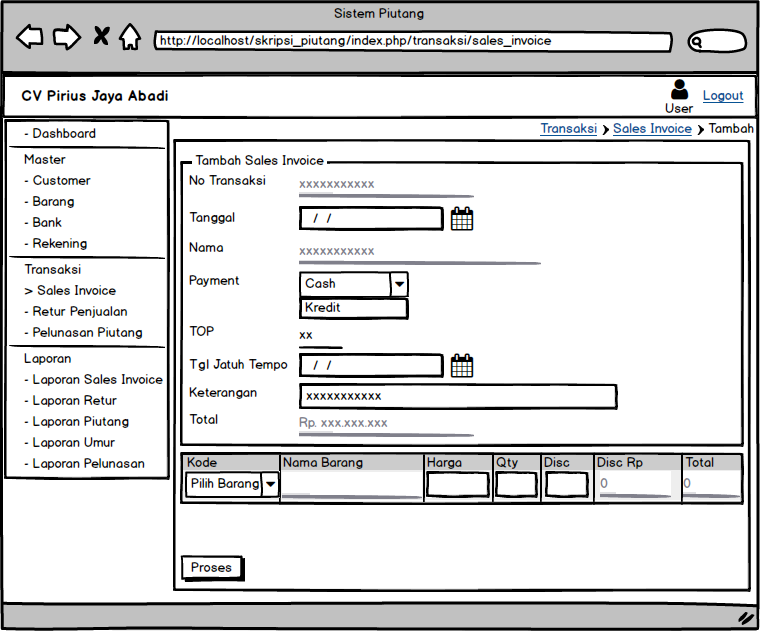 Sistem Piutang
http://localhost/skripsi_piutang/index.php/transaksi/sales_invoice
CV Pirius Jaya Abadi
User
Logout
Transaksi > Sales Invoice > Tambah
- Dashboard
Master
- Customer
- Barang
- Bank
- Rekening
Transaksi
> Sales Invoice
- Retur Penjualan
- Pelunasan Piutang
Laporan
- Laporan Sales Invoice
- Laporan Retur
- Laporan Piutang
- Laporan Umur
- Laporan Pelunasan
Tambah Sales Invoice
No Transaksi xxxxxxxxxxx
Tanggal / /
Nama xxxxxxxxxxx
Payment Cash
Kredit
TOP xx
Tgl Jatuh Tempo / /
Keterangan xxxxxxxxxxx
Total Rp. xxx.xxx.xxx
Kode Nama Barang Harga Qty Disc Disc Rp Total
Pilih Barang 0 0
Proses